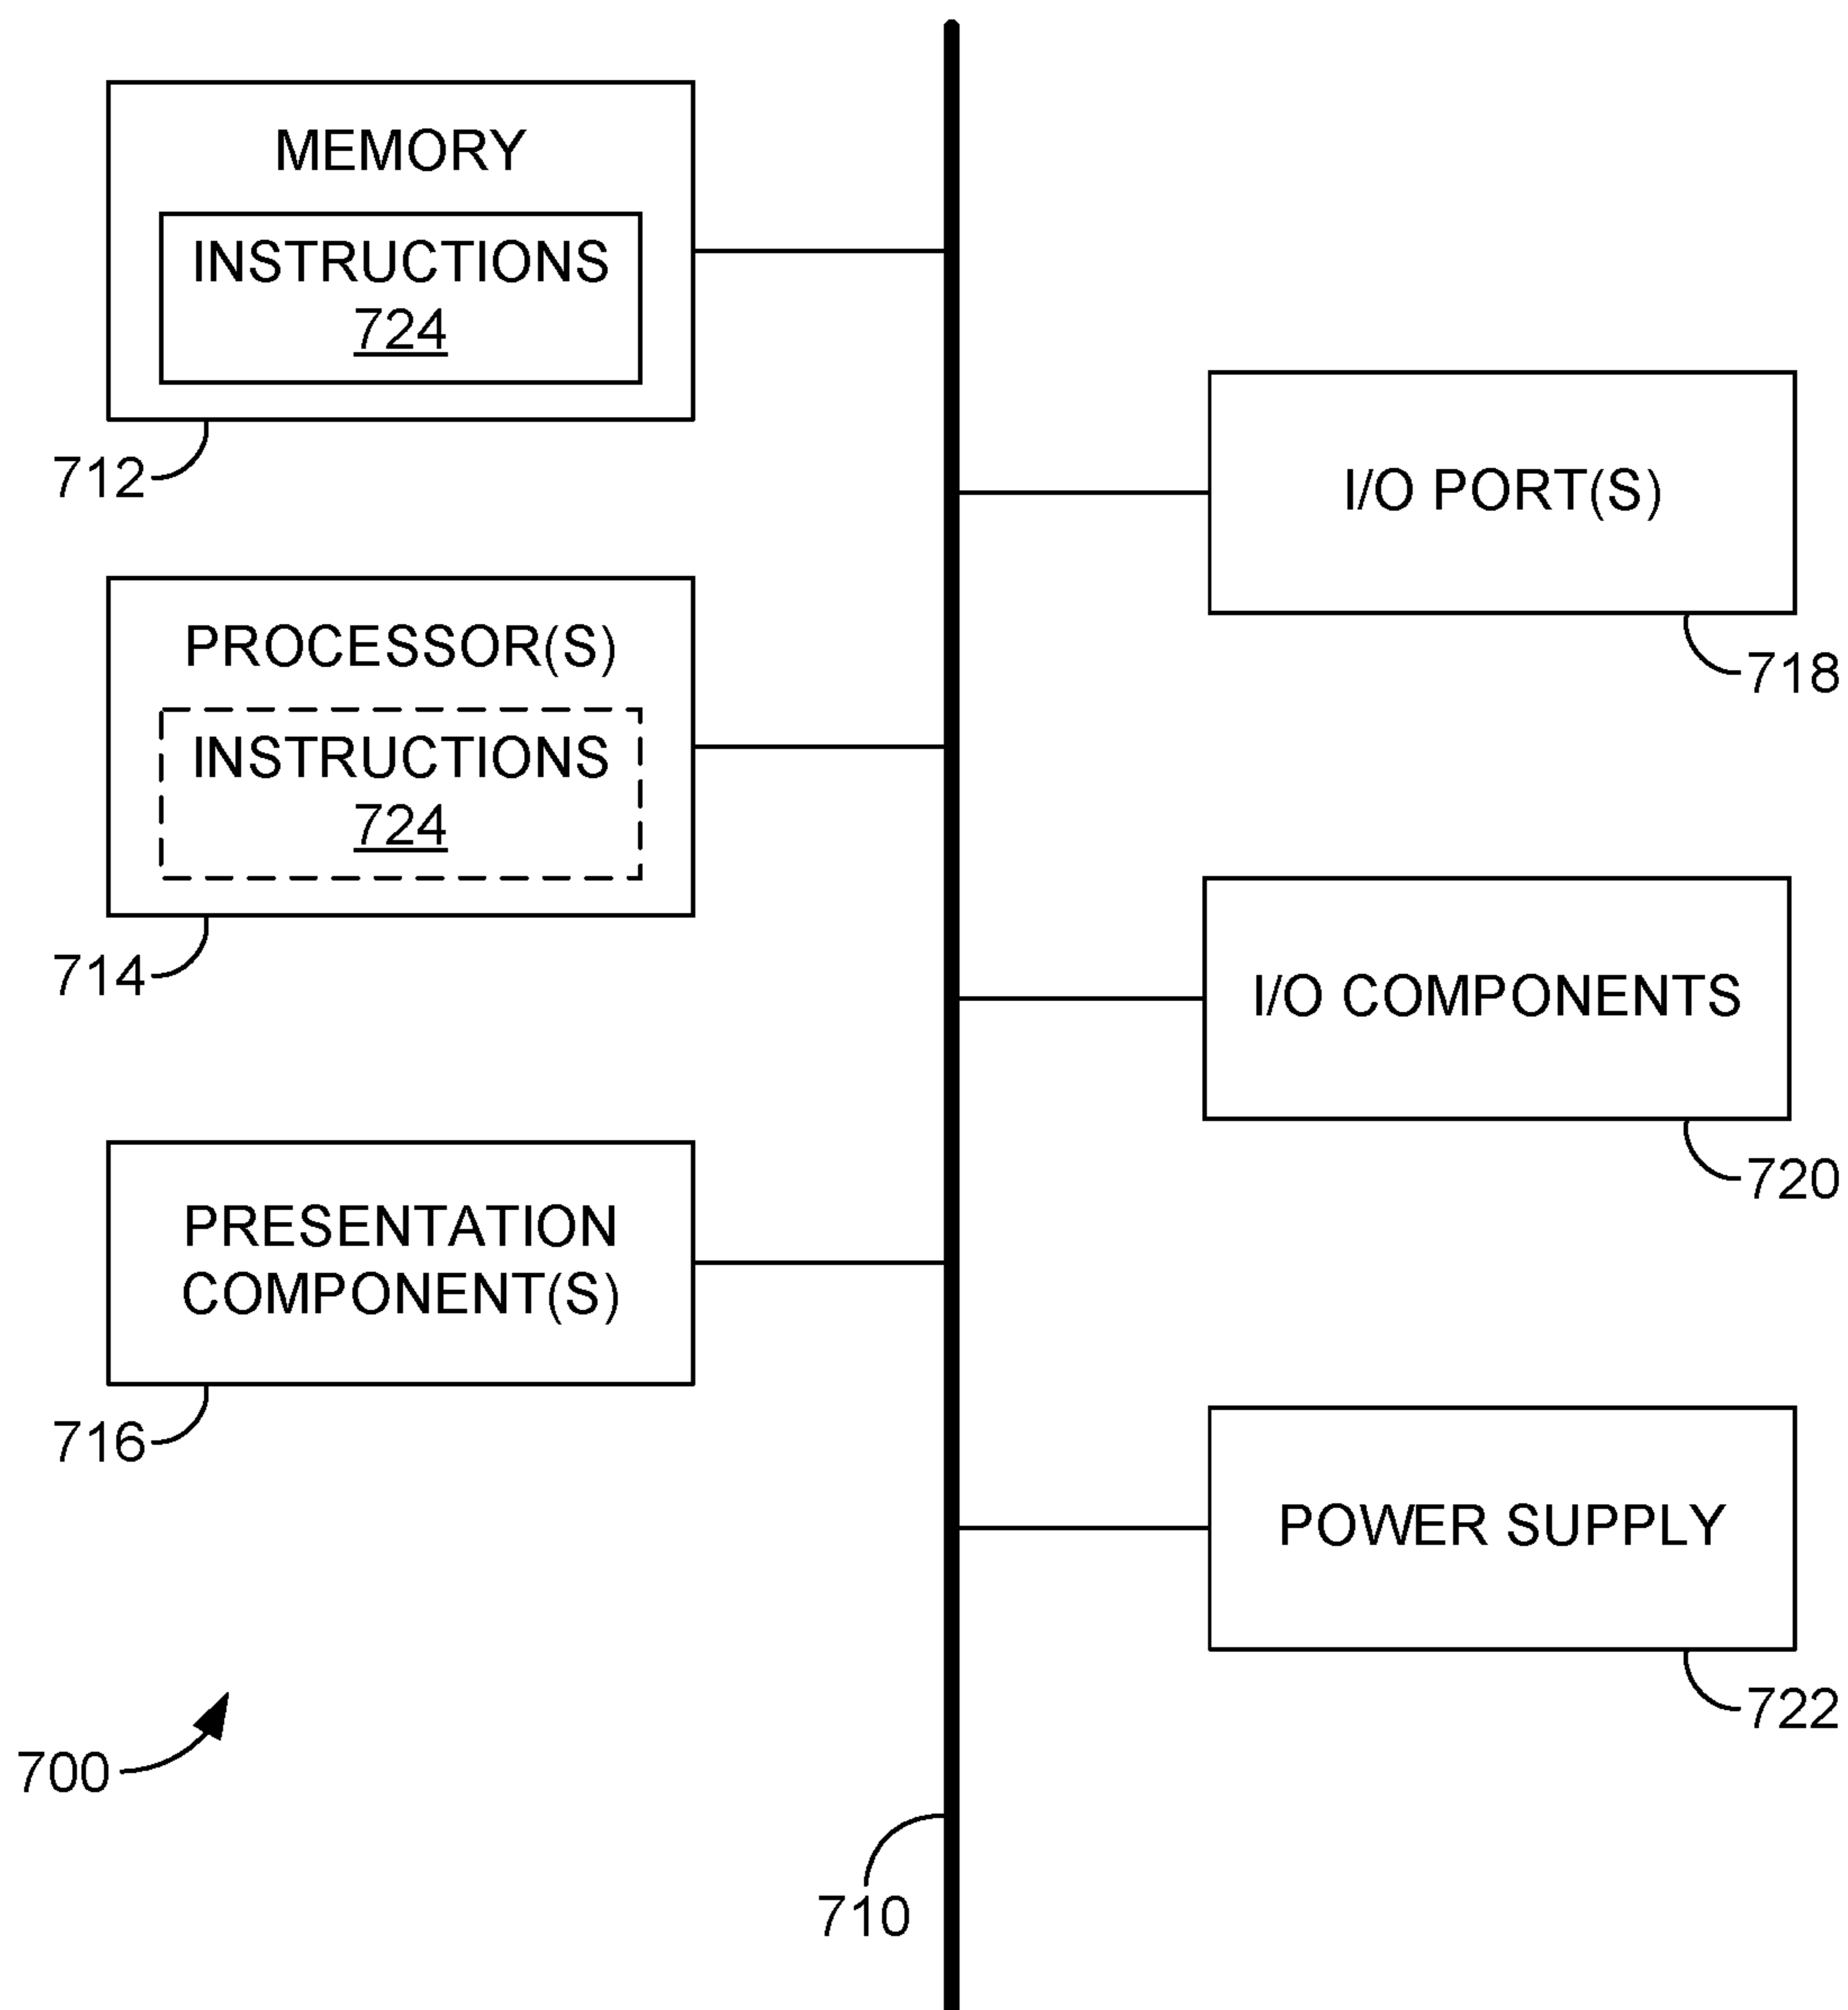 MEMORY
INSTRUCTIONS
724
712
PROCESSOR(S)
INSTRUCTIONS
724
714
PRESENTATION
COMPONENT(S)
716
700
710
I/O PORT(S)
718
I/O COMPONENTS
720
POWER SUPPLY
722